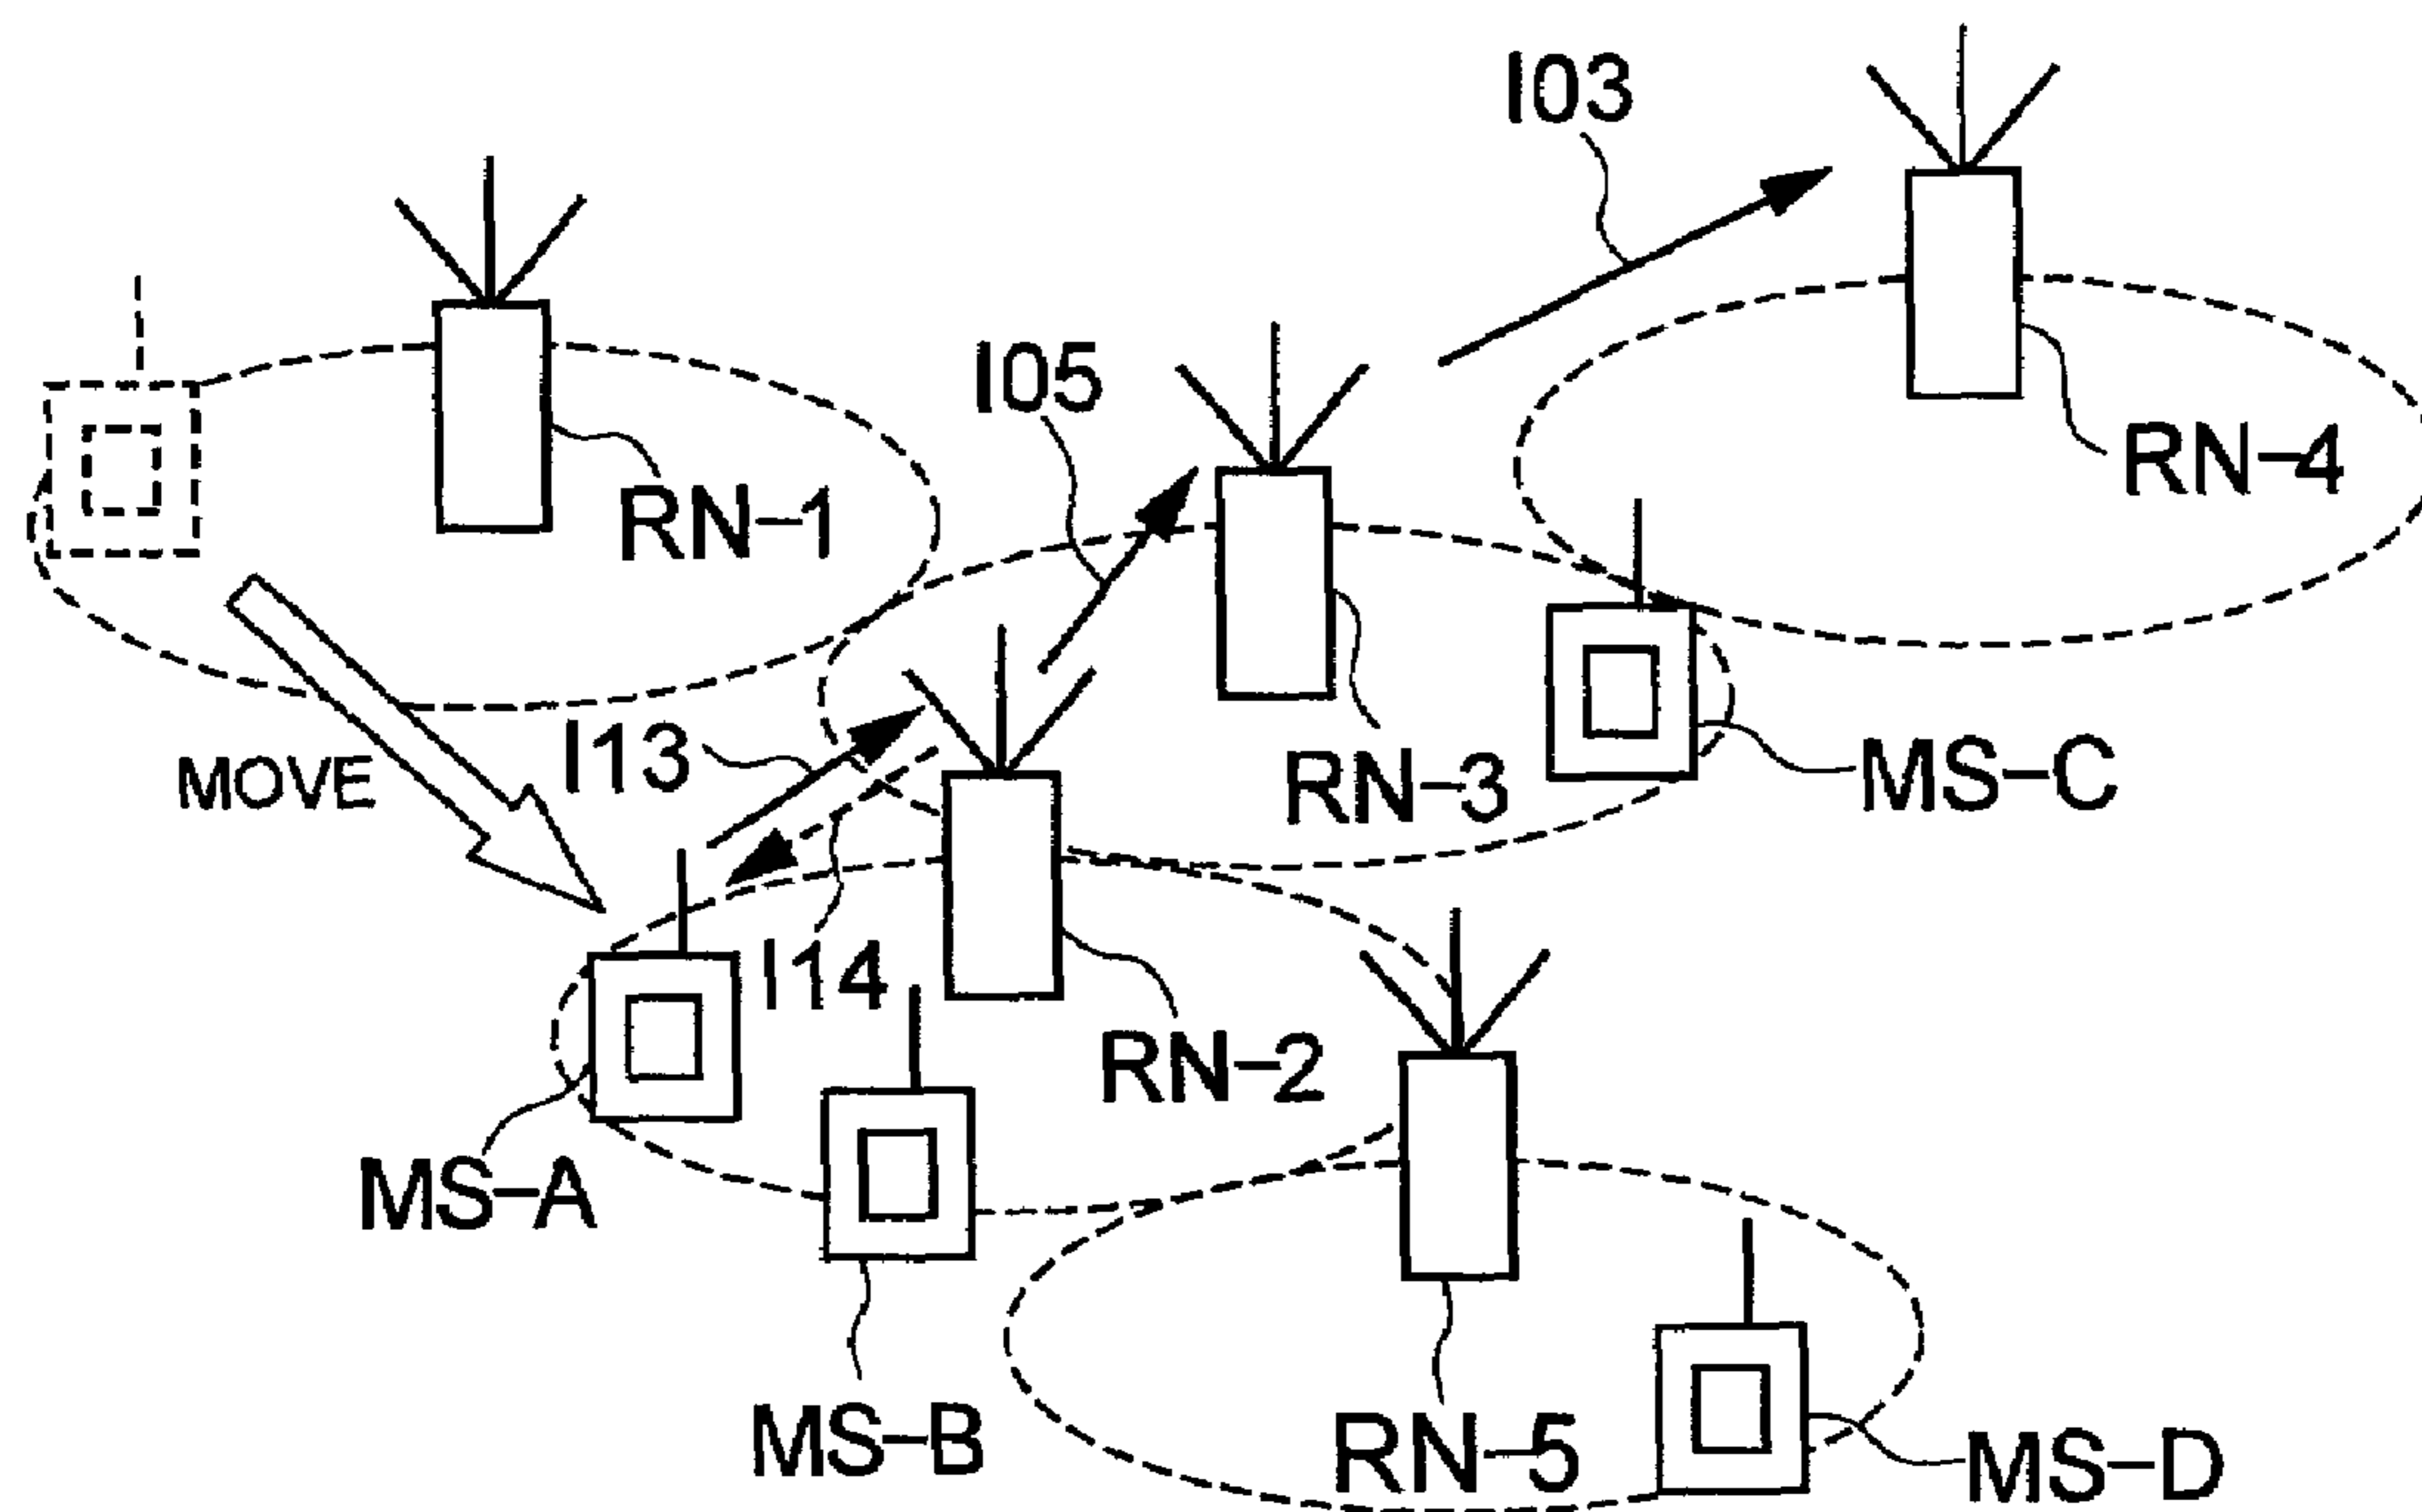 I03
I05
RN-4
RN-1
I13
MOVE
RN-3
MS-C
I14
RN-2
MS-A
MS-B
RN-5
MS-D